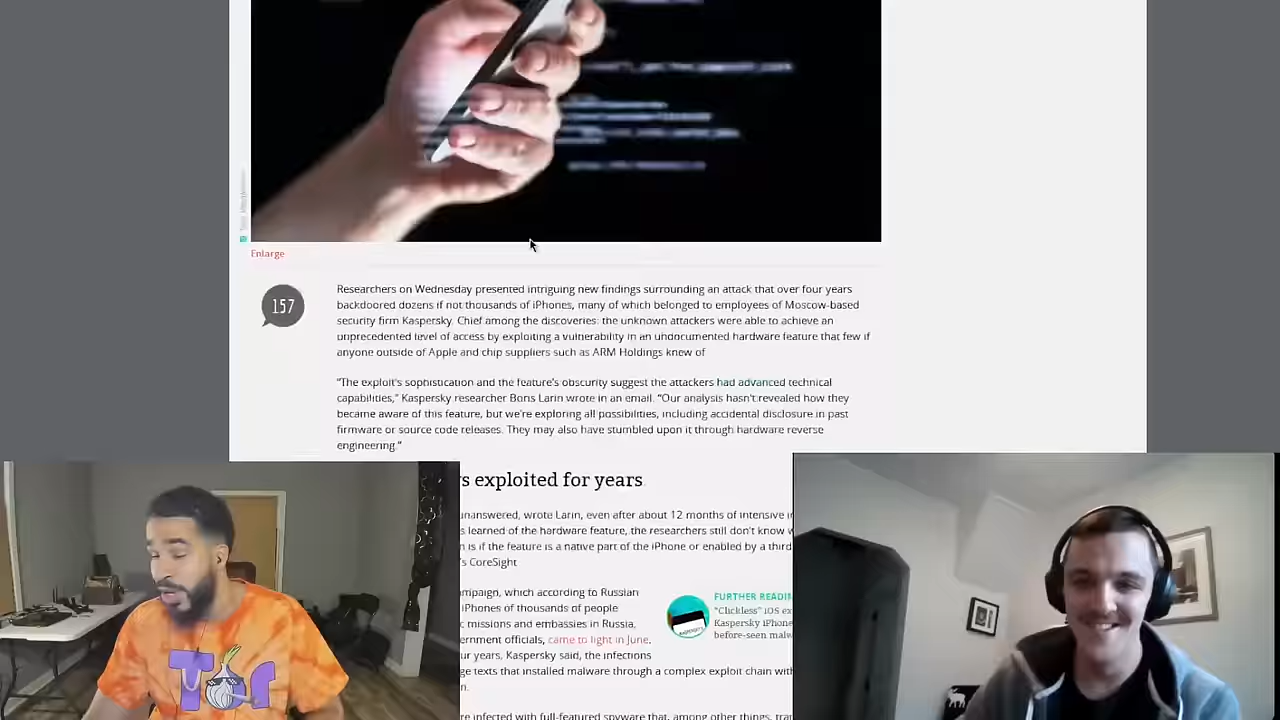 Enlarge
157
Researchers on Wednesday presented intriguing new findings surrounding an attack that over four years
backdoored dozens if not thousands of iPhones, many of which belonged to employees of Moscow-based
security firm Kaspersky. Chief among the discoveries: the unknown attackers were able to achieve an
unprecedented level of access by exploiting a vulnerability in an undocumented hardware feature that few if
anyone outside of Apple and chip suppliers such as ARM Holdings knew of
"The exploit's sophistication and the feature's obscurity suggest the attackers had advanced technical
capabilities," Kaspersky researcher Boris Larin wrote in an email. "Our analysis hasn't revealed how they
became aware of this feature, but we're exploring all possibilities, including accidental disclosure in past
firmware or source code releases. They may also have stumbled upon it through hardware reverse
engineering."
s exploited for years
unanswered, wrote Larin, even after about 12 months of intensive
s learned of the hardware feature, the researchers still don't know
is if the feature is a native part of the iPhone or enabled by a third
's CoreSight
mpaign, which according to Russian
iPhones of thousands of people
missions and embassies in Russia,
ernment officials, came to light in June.
ur years, Kaspersky said, the infections
ge texts that installed malware through a complex exploit chain
n.
re infected with full-featured spyware that, among other things,
FURTHER READIN
"Clickless" iOS ex
Kaspersky iPhone
before-seen malw